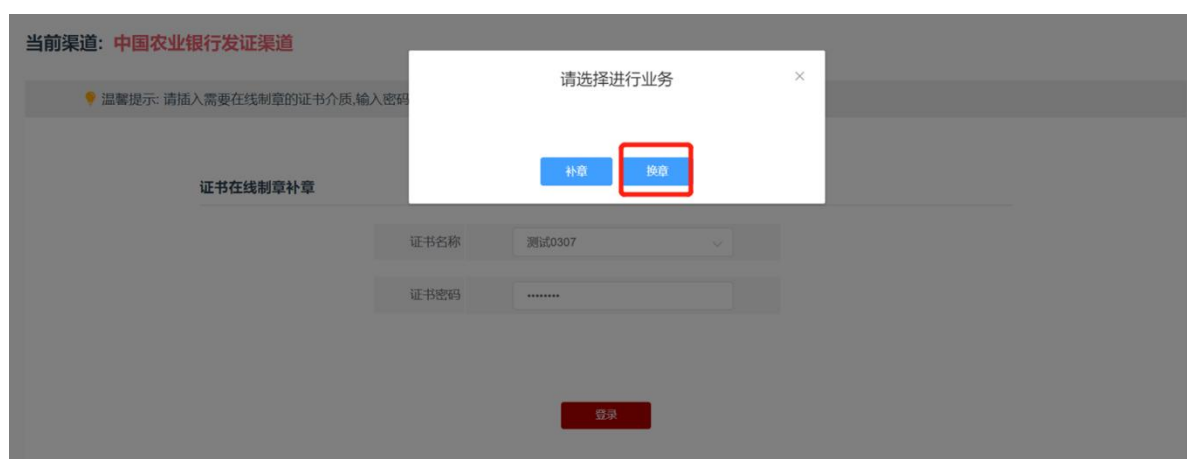 当前渠道: 中国农业银行发证渠道
请选择进行业务
温馨提示: 请插入需要在线制章的证书介质,输入密码
补章 换章
证书在线制章补章
证书名称 测试0307
证书密码 ••••••••
登录